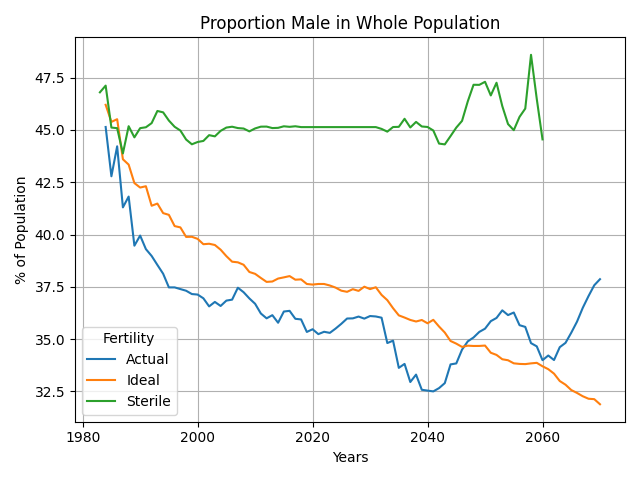 Proportion Male in Whole Population
% of Population
47.5
45.0
42.5
40.0
37.5
35.0
32.5
Fertility
Actual
Ideal
Sterile
1980
2000
2020
2040
2060
Years